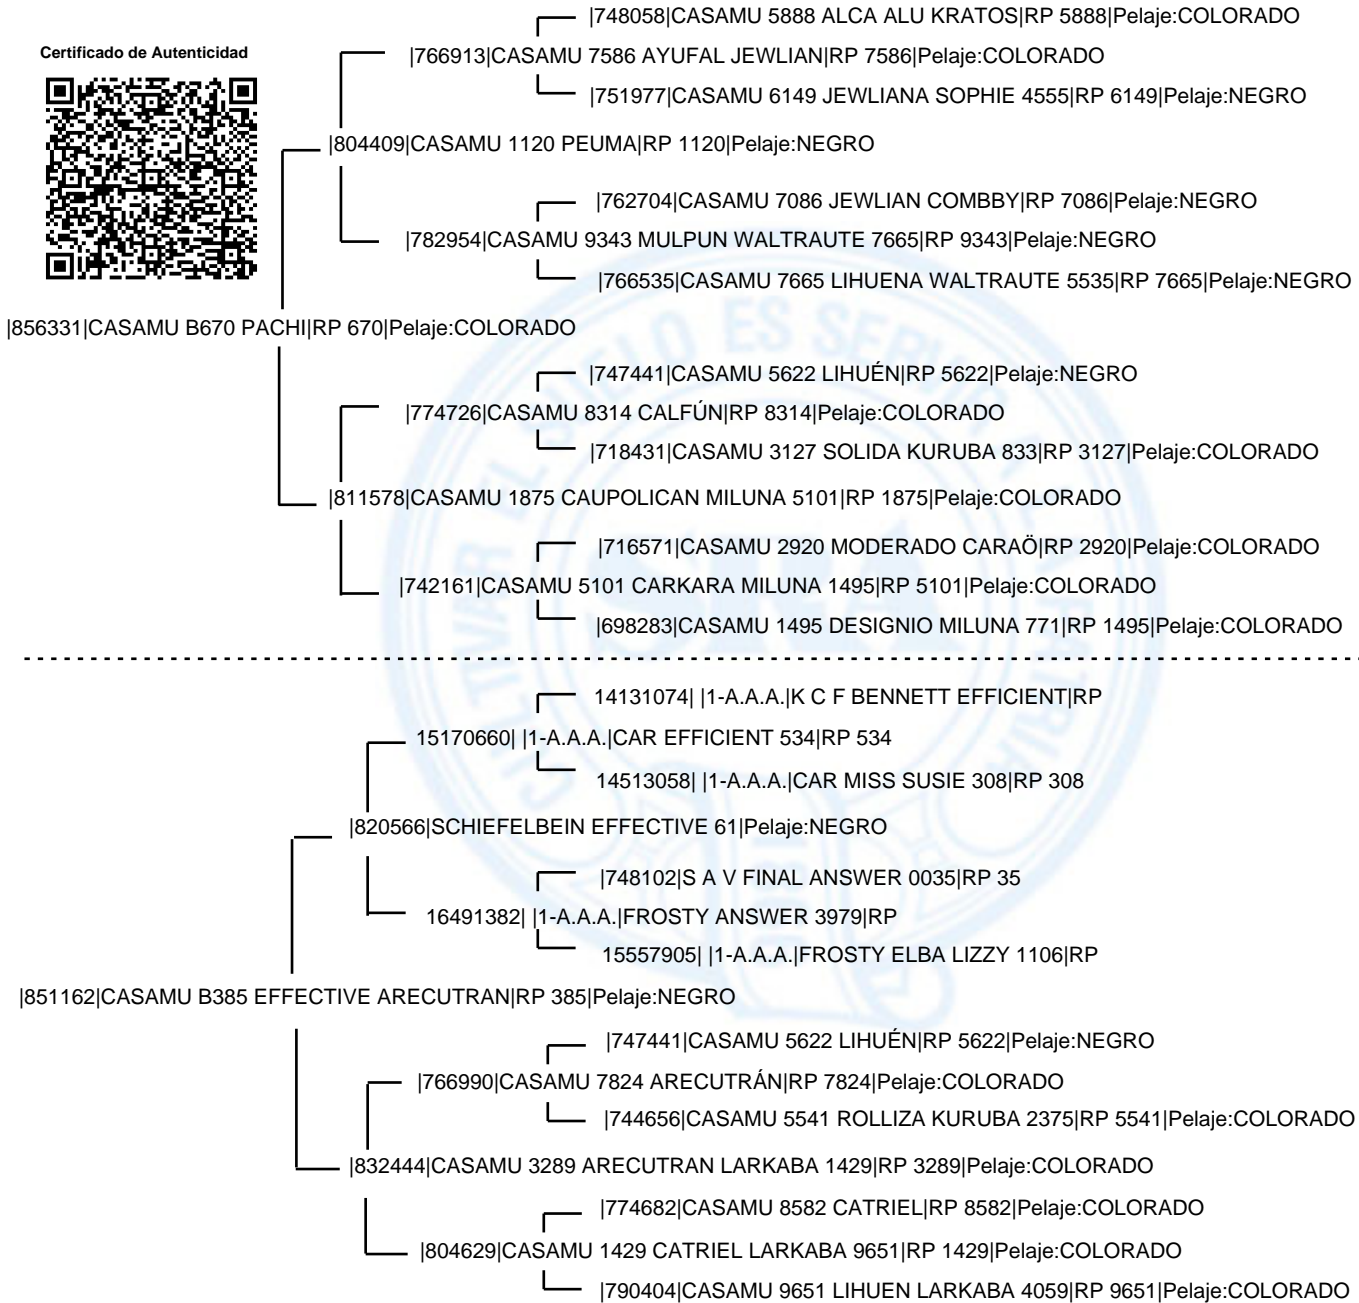 |748058|CASAMU 5888 ALCA ALU KRATOS|RP 5888|Pelaje:COLORADO
Certificado de Autenticidad
|766913|CASAMU 7586 AYUFAL JEWLIAN|RP 7586|Pelaje:COLORADO
|751977|CASAMU 6149 JEWLIANA SOPHIE 4555|RP 6149|Pelaje:NEGRO
|804409|CASAMU 1120 PEUMA|RP 1120|Pelaje:NEGRO
|762704|CASAMU 7086 JEWLIAN COMBBY|RP 7086|Pelaje:NEGRO
|782954|CASAMU 9343 MULPUN WALTRAUTE 7665|RP 9343|Pelaje:NEGRO
|766535|CASAMU 7665 LIHUENA WALTRAUTE 5535|RP 7665|Pelaje:NEGRO
|856331|CASAMU B670 PACHI|RP 670|Pelaje:COLORADO
|747441|CASAMU 5622 LIHUÉN|RP 5622|Pelaje:NEGRO
|774726|CASAMU 8314 CALFÚN|RP 8314|Pelaje:COLORADO
|718431|CASAMU 3127 SOLIDA KURUBA 833|RP 3127|Pelaje:COLORADO
|811578|CASAMU 1875 CAUPOLICAN MILUNA 5101|RP 1875|Pelaje:COLORADO
|716571|CASAMU 2920 MODERADO CARAÖ|RP 2920|Pelaje:COLORADO
|742161|CASAMU 5101 CARKARA MILUNA 1495|RP 5101|Pelaje:COLORADO
|698283|CASAMU 1495 DESIGNIO MILUNA 771|RP 1495|Pelaje:COLORADO
14131074| |1-A.A.A.|K C F BENNETT EFFICIENT|RP
15170660| |1-A.A.A.|CAR EFFICIENT 534|RP 534
14513058| |1-A.A.A.|CAR MISS SUSIE 308|RP 308
|820566|SCHIEFELBEIN EFFECTIVE 61|Pelaje:NEGRO
|748102|S A V FINAL ANSWER 0035|RP 35
16491382| |1-A.A.A.|FROSTY ANSWER 3979|RP
15557905| |1-A.A.A.|FROSTY ELBA LIZZY 1106|RP
|851162|CASAMU B385 EFFECTIVE ARECUTRAN|RP 385|Pelaje:NEGRO
|747441|CASAMU 5622 LIHUÉN|RP 5622|Pelaje:NEGRO
|766990|CASAMU 7824 ARECUTRÁN|RP 7824|Pelaje:COLORADO
|744656|CASAMU 5541 ROLLIZA KURUBA 2375|RP 5541|Pelaje:COLORADO
|832444|CASAMU 3289 ARECUTRAN LARKABA 1429|RP 3289|Pelaje:COLORADO
|774682|CASAMU 8582 CATRIEL|RP 8582|Pelaje:COLORADO
|804629|CASAMU 1429 CATRIEL LARKABA 9651|RP 1429|Pelaje:COLORADO
|790404|CASAMU 9651 LIHUEN LARKABA 4059|RP 9651|Pelaje:COLORADO
CULTIVAR EL SUELO ES SERVIR A LA PATRIA
SRA
1866